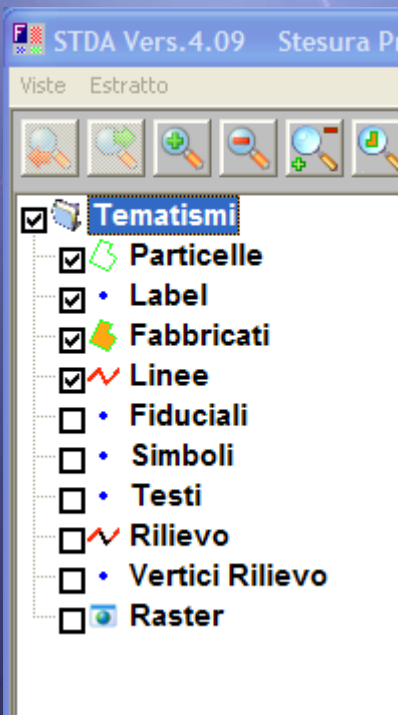 STDA Vers.4.09 Stesura
Viste Estratto
Tematismi
Particelle
Label
Fabbricati
Linee
Fiduciali
Simboli
Testi
Rilievo
Vertici Rilievo
Raster